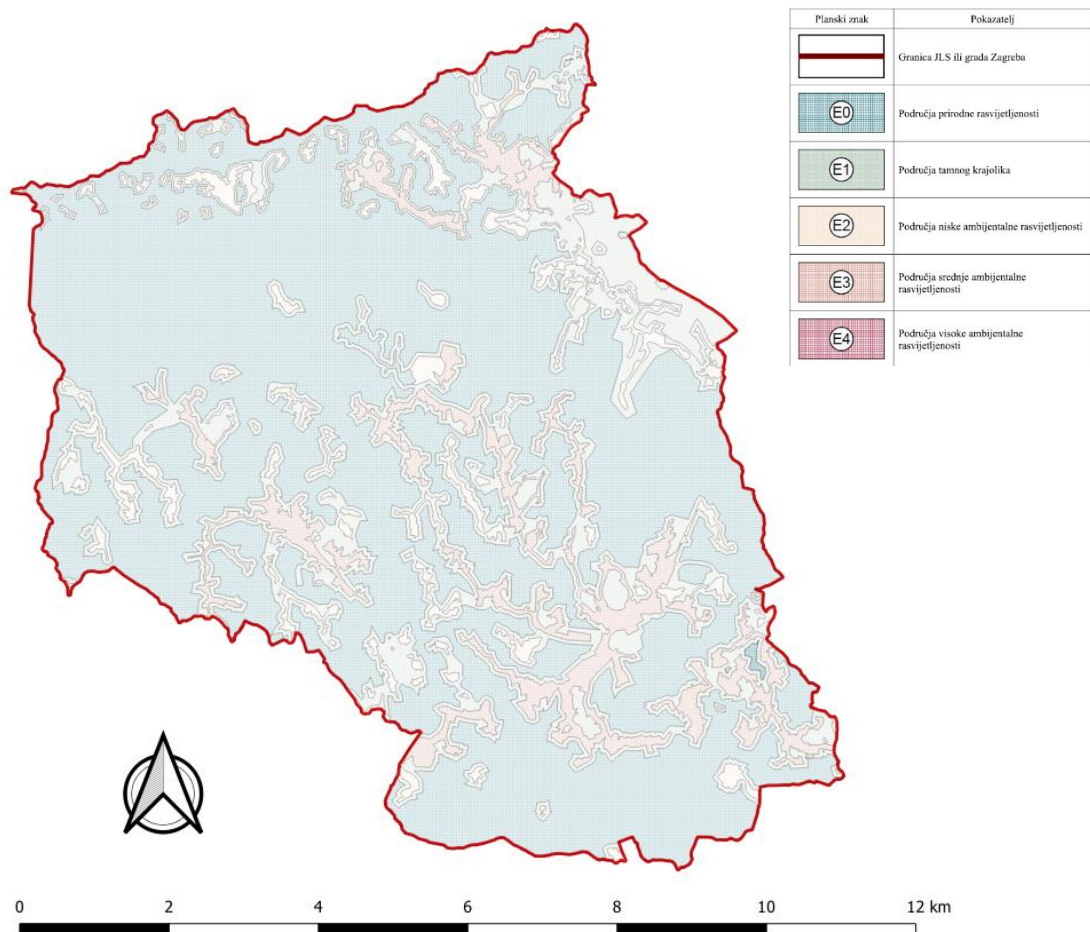 Planski znak Pokazatelj
Granica JLS ili grada Zagreba
E0 Područja prirodne rasvijetljenosti
E1 Područja tamnog krajolika
E2 Područja niske ambijentalne rasvijetljenosti
E3 Područja srednje ambijentalne
rasvijetljenosti
E4 Područja visoke ambijentalne
rasvijetljenosti
0 2 4 6 8 10 12 km